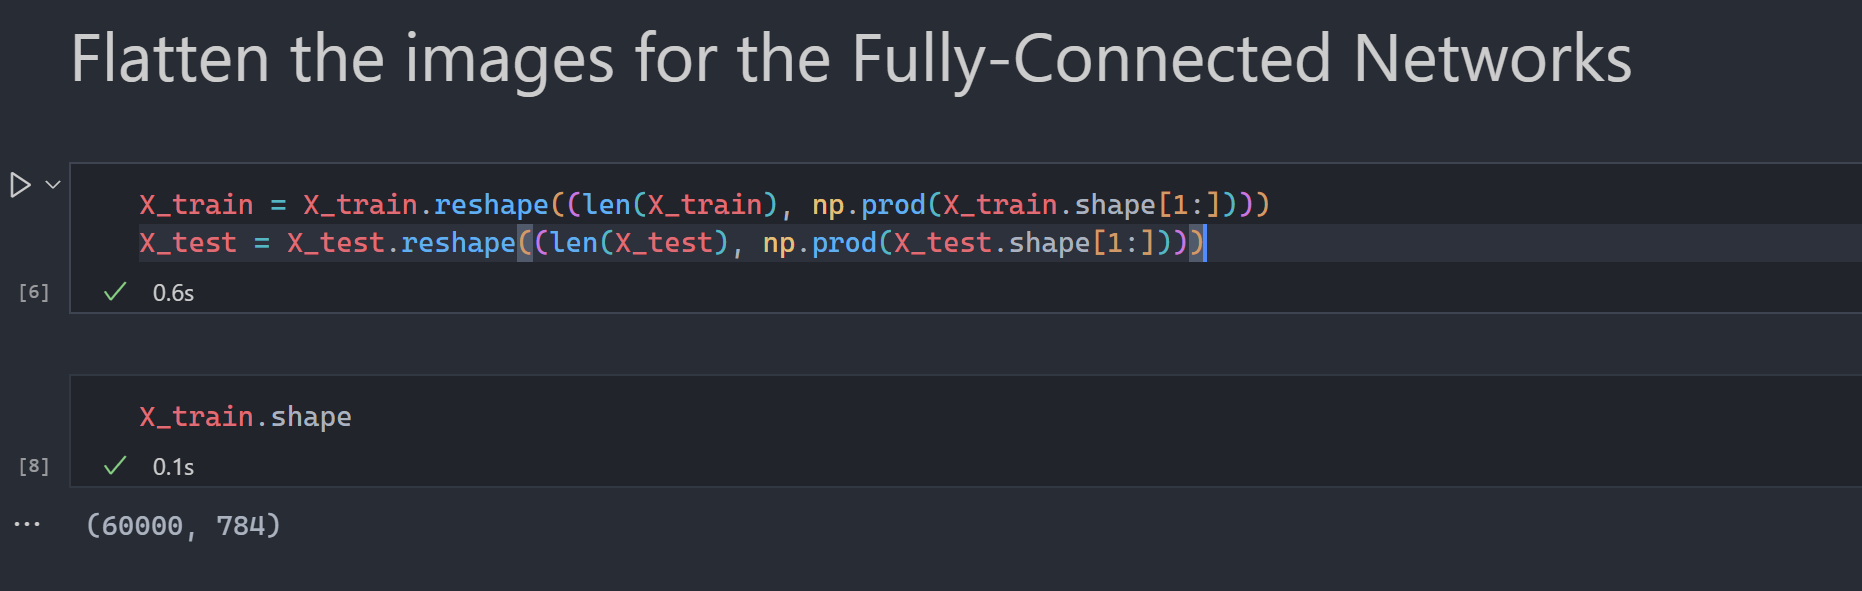 Flatten the images for the Fully-Connected Networks
X_train = X_train.reshape((len(X_train), np.prod(X_train.shape[1:])))
X_test = X_test.reshape((len(X_test), np.prod(X_test.shape[1:])))
[6]
0.6s
X_train.shape
[8]
0.1s
(60000, 784)